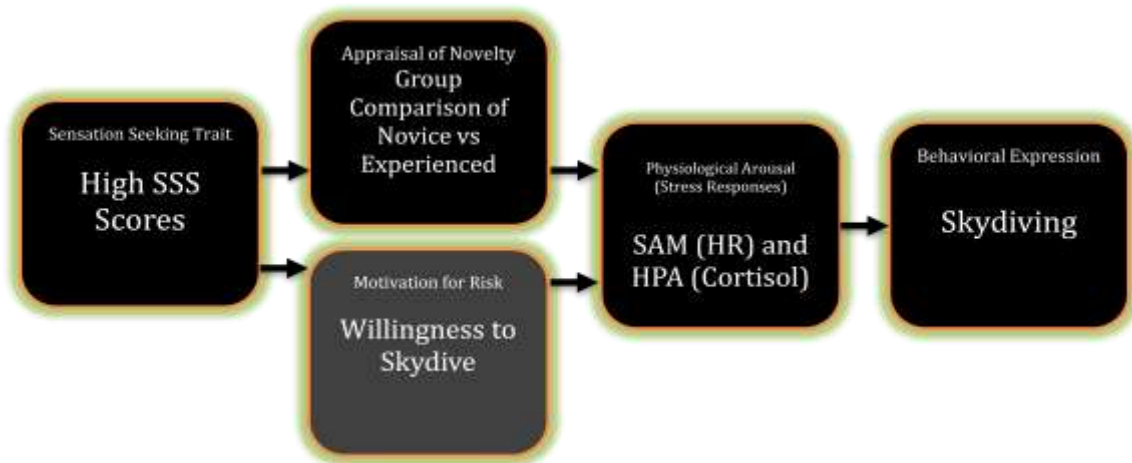 Sensation Seeking Trait
High SSS
Scores
Appraisal of Novelty
Group
Comparison of
Novice vs
Experienced
Motivation for Risk
Willingness to
Skydive
Physiological Arousal
(Stress Responses)
SAM (HR) and
HPA (Cortisol)
Behavioral Expression
Skydiving